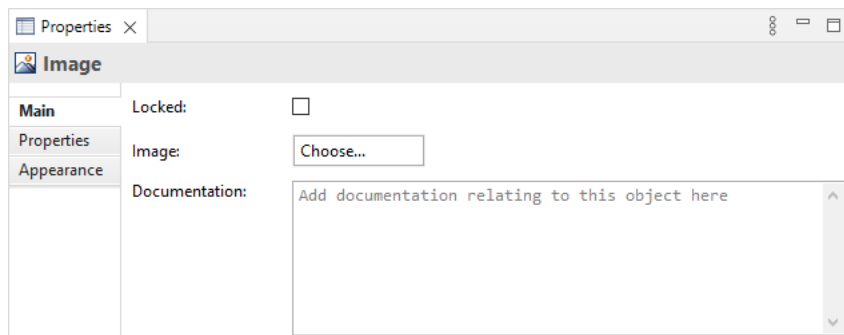 Properties
Image
Main
Locked:
Properties
Image:
Choose...
Appearance
Documentation:
Add documentation relating to this object here